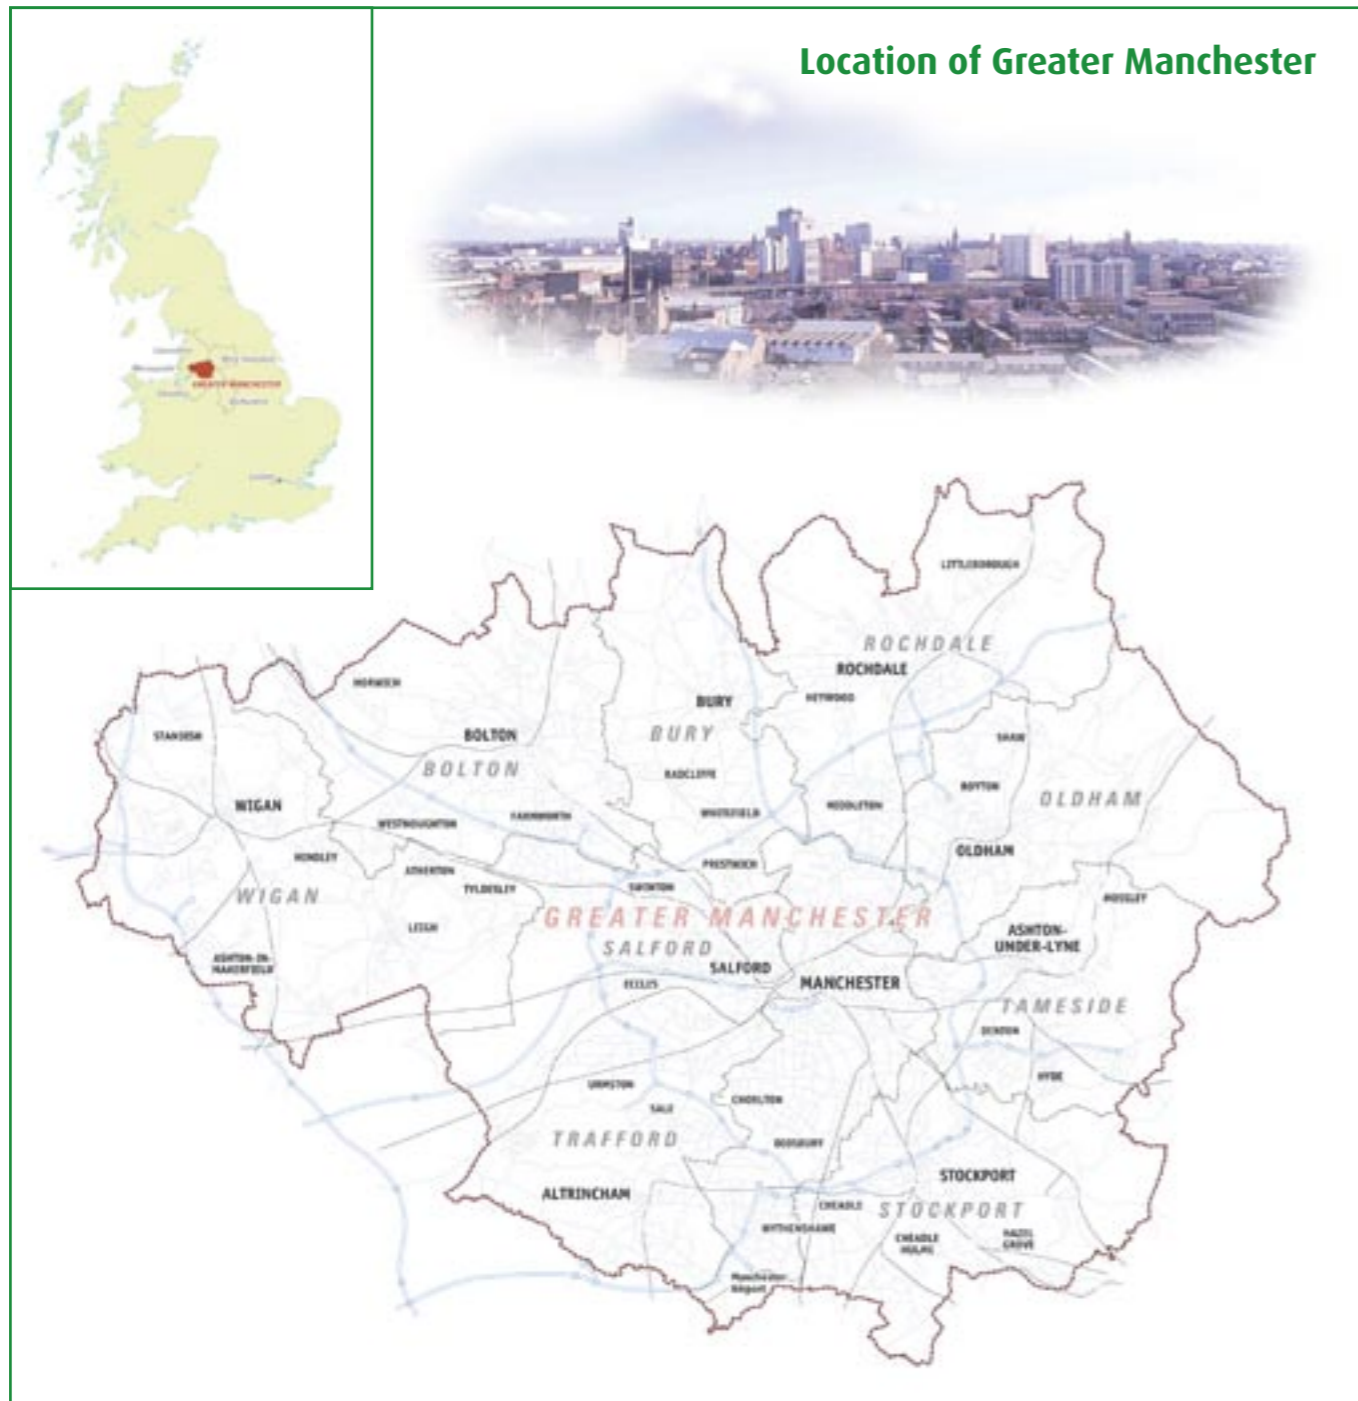 Location of Greater Manchester
GREATER MANCHESTER
LITTLEBOROUGH
ROCHDALE
ROCHDALE
HORWICH
BURY
HEYWOOD
STANDISH
BOLTON
BURY
SHAW
BOLTON
RADCLIFFE
ROYTON
OLDHAM
WIGAN
WESTHOUGHTON
FARNWORTH
WHITEFIELD
MIDDLETON
HINDLEY
ATHERTON
PRESTWICH
OLDHAM
WIGAN
TYLDESLEY
SWINTON
MOSSLEY
GREATER MANCHESTER
LEIGH
SALFORD
ASHTON-
UNDER-LYNE
ASHTON-IN-
MAKERFIELD
SALFORD
ECCLES
MANCHESTER
TAMESIDE
DENTON
HYDE
URMSTON
SALE
CHORLTON
TRAFFORD
DIDSBURY
ALTRINCHAM
STOCKPORT
CHEADLE
STOCKPORT
WYTHENSHAWE
CHEADLE
HULME
HAZEL
GROVE
Manchester
Airport